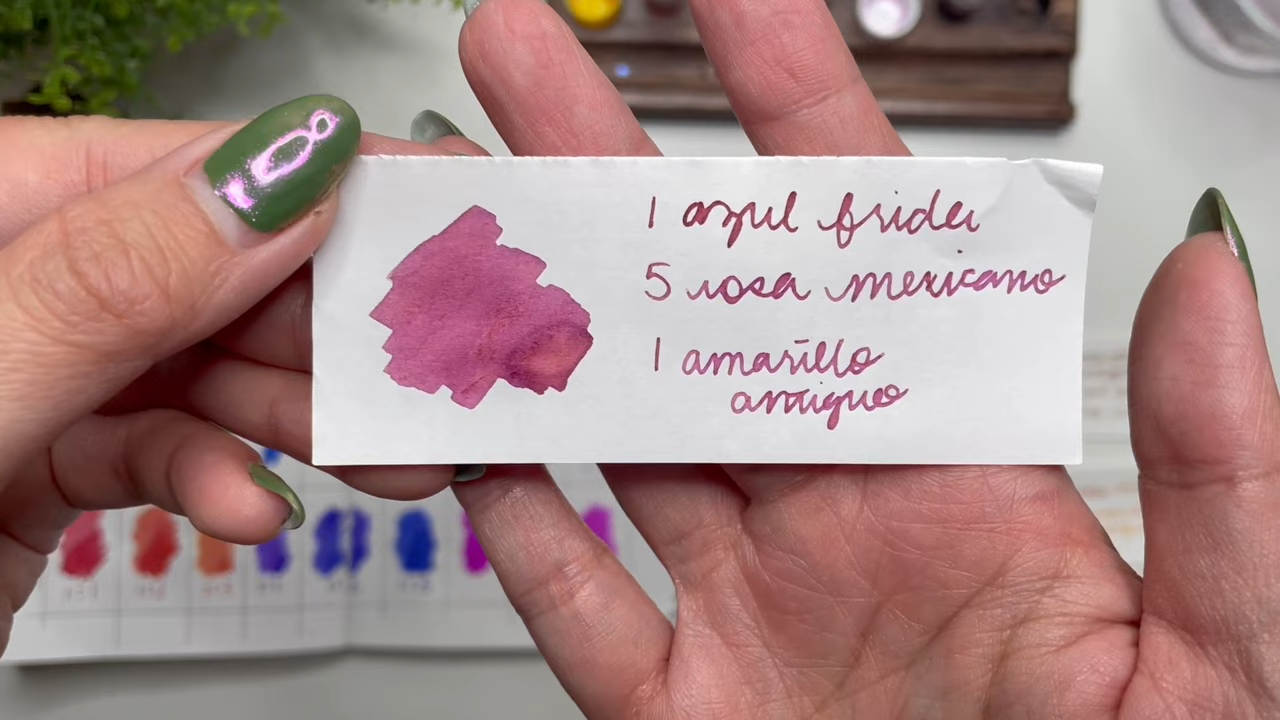 1 azul frida
5 rosa mexicano
1 amarillo
antiguo